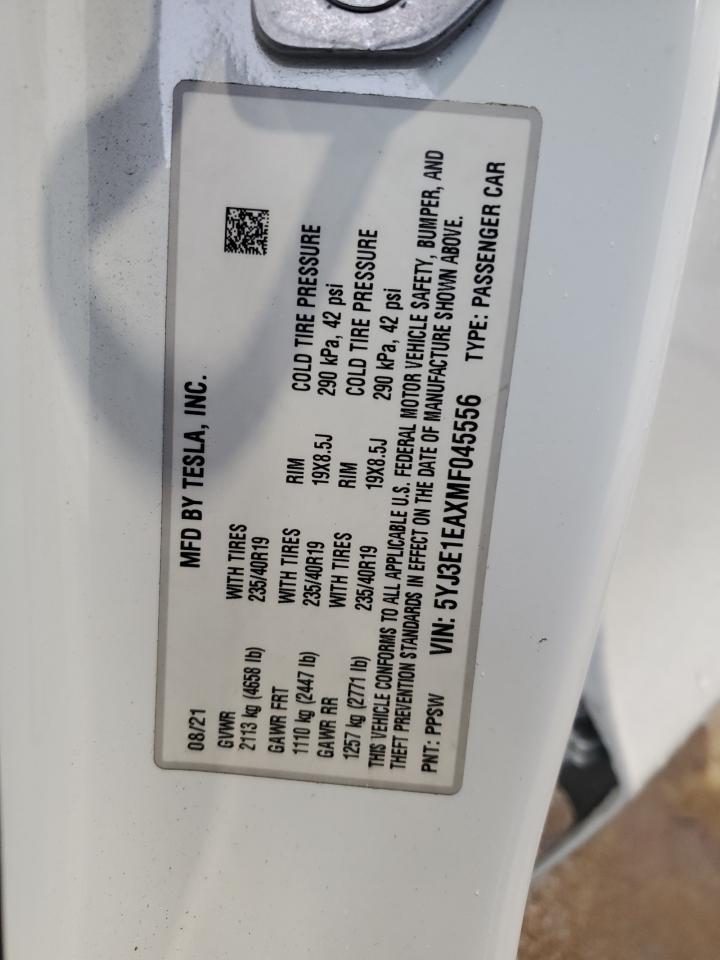 MFD BY TESLA, INC.
08/21
GVWR
2113 kg (4658 lb)
WITH TIRES
235/40R19
GAWR FRT
1110 kg (2447 lb)
WITH TIRES
235/40R19
RIM
19X8.5J
COLD TIRE PRESSURE
290 kPa, 42 psi
GAWR RR
1257 kg (2771 lb)
WITH TIRES
235/40R19
RIM
19X8.5J
COLD TIRE PRESSURE
290 kPa, 42 psi
THIS VEHICLE CONFORMS TO ALL APPLICABLE U.S. FEDERAL MOTOR VEHICLE SAFETY, BUMPER, AND
THEFT PREVENTION STANDARDS IN EFFECT ON THE DATE OF MANUFACTURE SHOWN ABOVE.
PNT: PPSW VIN: 5YJ3E1EAXMF045556 TYPE: PASSENGER CAR